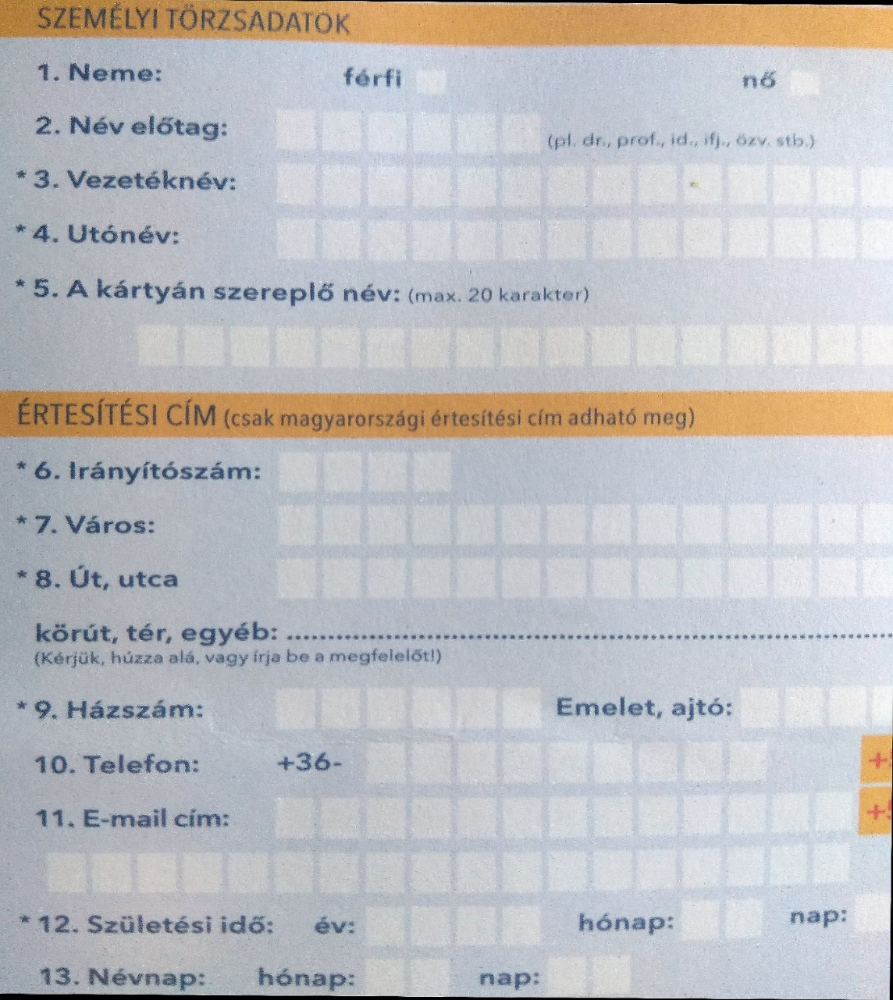 SZEMÉLYI TÖRZSADATOK
1. Neme: férfi nő
2. Név előtag: (pl. dr., prof., id., ifj., özv. stb.)
* 3. Vezetéknév:
* 4. Utónév:
* 5. A kártyán szereplő név: (max. 20 karakter)
ÉRTESÍTÉSI CÍM (csak magyarországi értesítési cím adható meg)
* 6. Irányítószám:
* 7. Város:
* 8. Út, utca
körút, tér, egyéb: ................................................................
(Kérjük, húzza alá, vagy írja be a megfelelőt!)
* 9. Házszám: Emelet, ajtó:
10. Telefon: +36-
11. E-mail cím:
* 12. Születési idő: év: hónap: nap:
13. Névnap: hónap: nap: